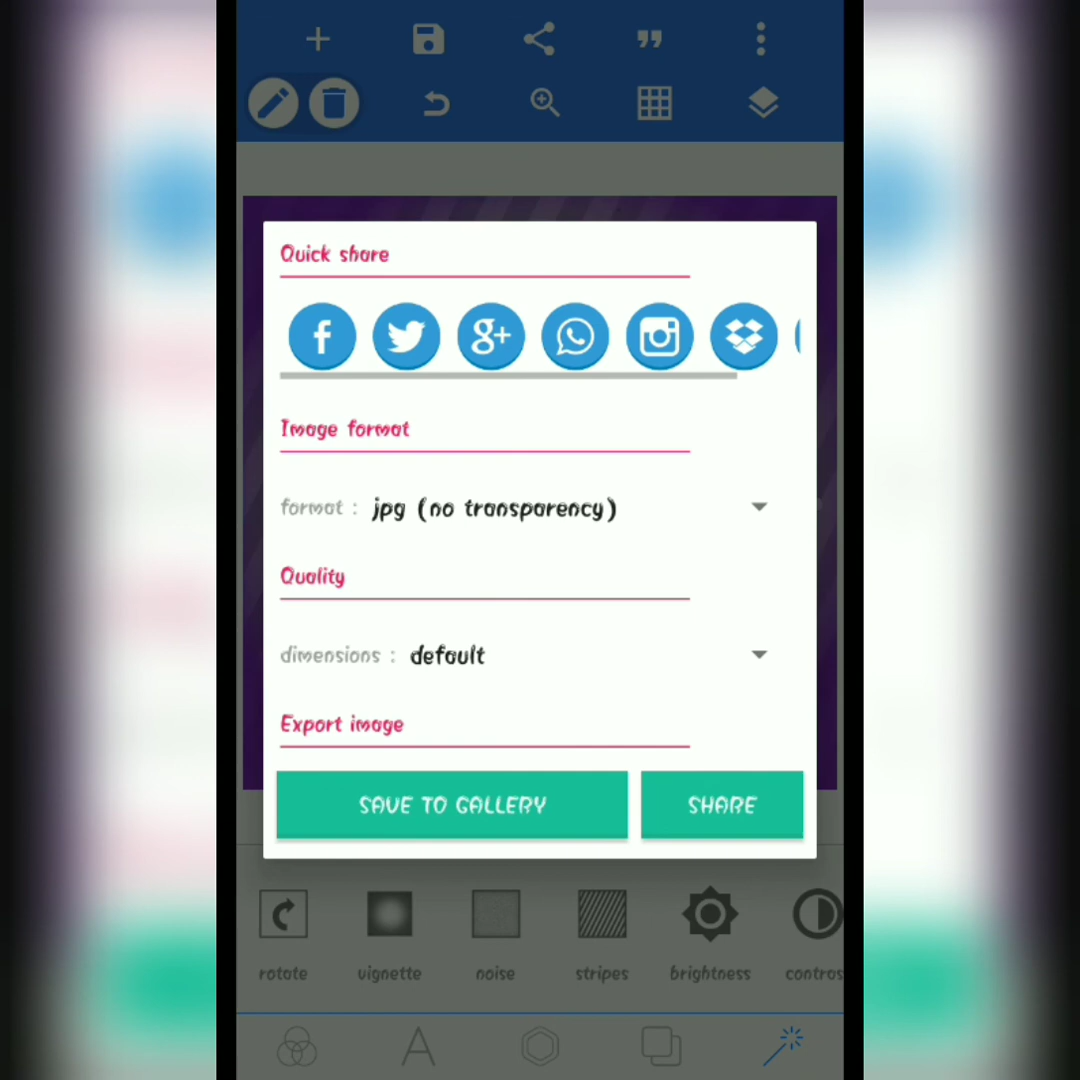 Quick share
Image format
format : jpg (no transparency)
Quality
dimensions : default
Export image
SAVE TO GALLERY SHARE
rotate vignette noise stripes brightness contras